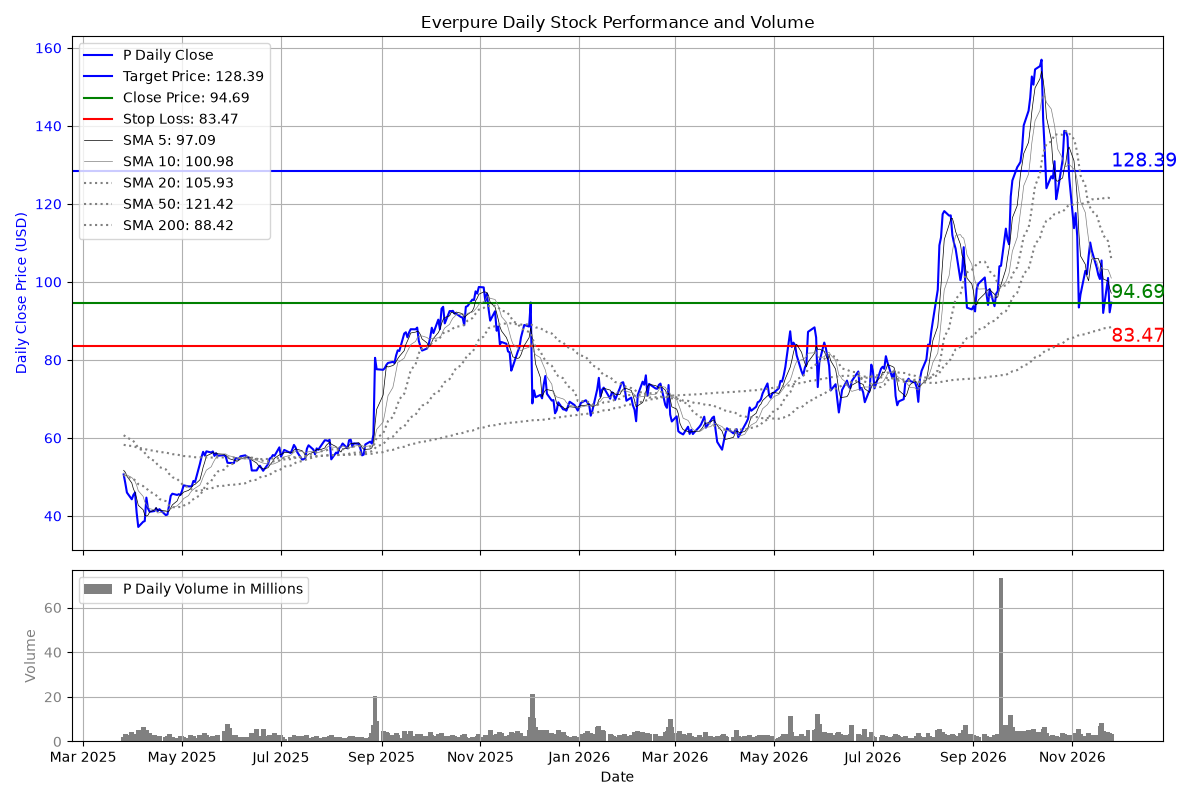 Everpure Daily Stock Performance and Volume
160
140
120
100
80
60
40
Daily Close Price (USD)
P Daily Close
Target Price: 128.39
Close Price: 94.69
Stop Loss: 83.47
SMA 5: 97.09
SMA 10: 100.98
SMA 20: 105.93
SMA 50: 121.42
SMA 200: 88.42
128.39
94.69
83.47
P Daily Volume in Millions
60
40
20
0
Volume
Mar 2025 May 2025 Jul 2025 Sep 2025 Nov 2025 Jan 2026 Mar 2026 May 2026 Jul 2026 Sep 2026 Nov 2026
Date